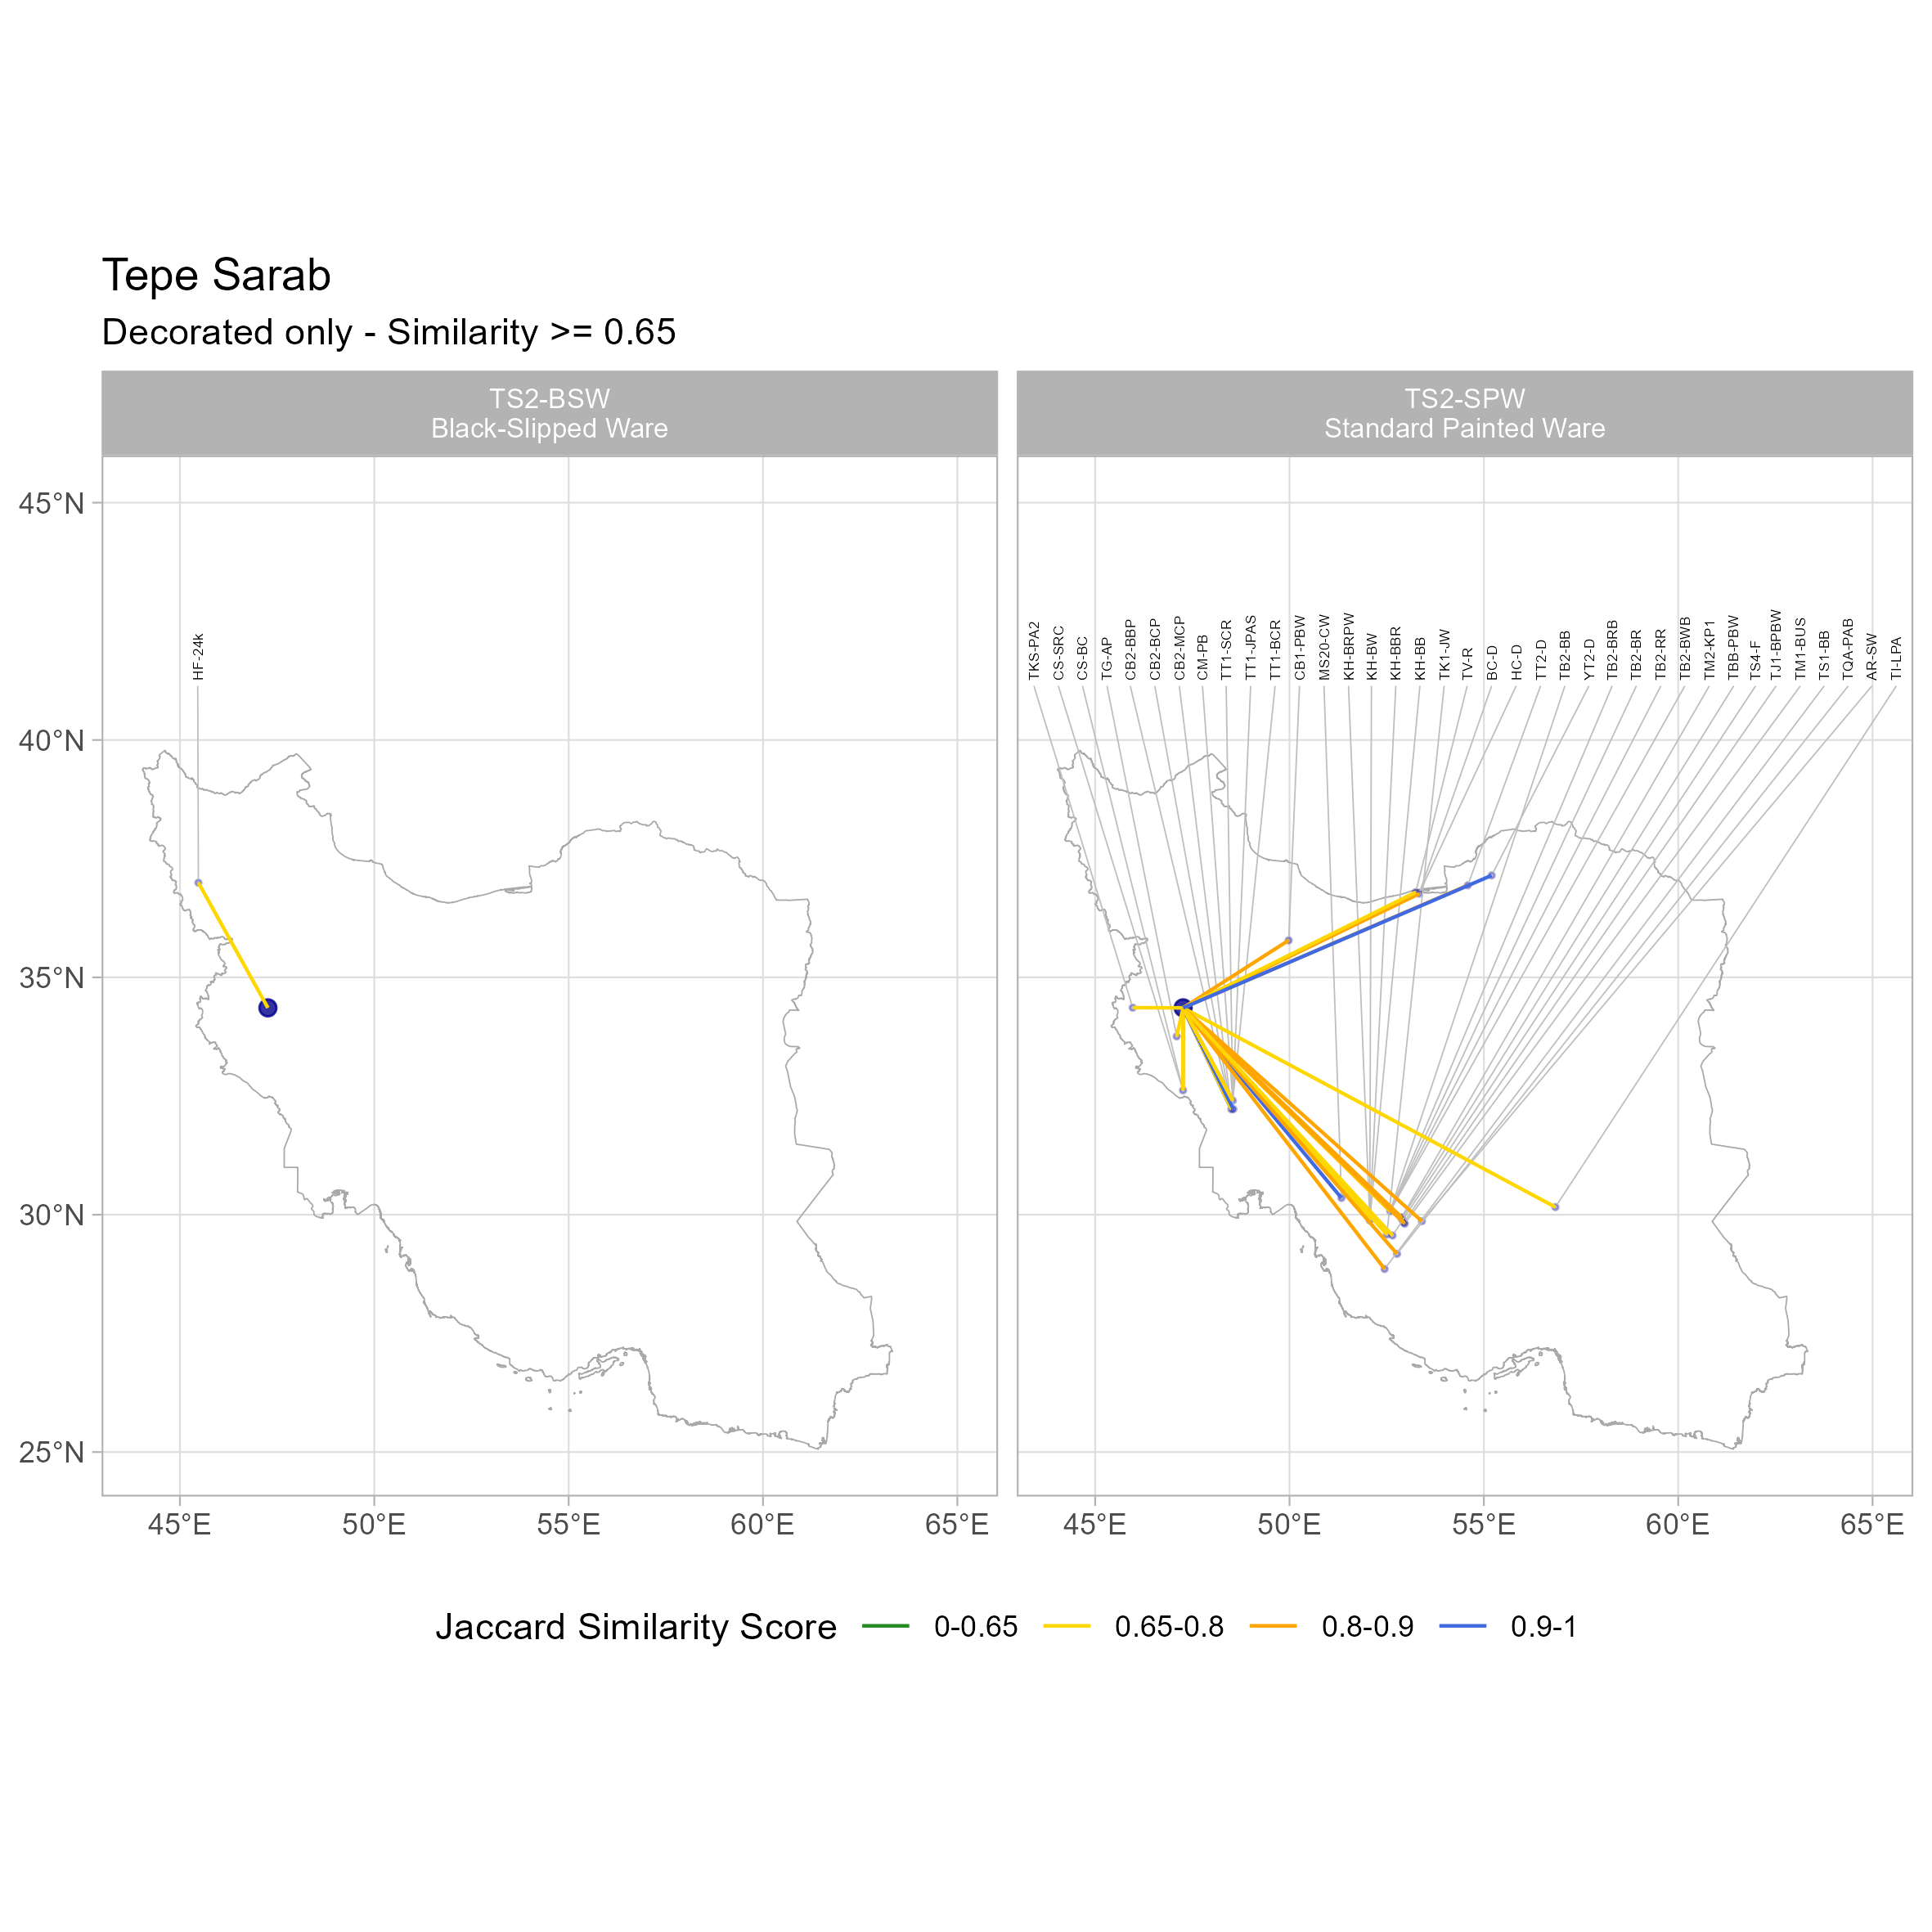 Tepe Sarab
Decorated only - Similarity >= 0.65
TS2-BSW
Black-Slipped Ware
TS2-SPW
Standard Painted Ware
45°N
40°N
35°N
30°N
25°N
HF-24k
TKS-PA2
CS-SRC
CS-BC
TG-AP
CB2-BBP
CB2-BCP
CB2-MCP
CM-PB
TT1-SCR
TT1-JPAS
TT1-BCR
CB1-PBW
MS20-CW
KH-BRPW
KH-BW
KH-BBR
KH-BB
TK1-JW
TV-R
BC-D
HC-D
TT2-D
TB2-BB
YT2-D
TB2-BRB
TB2-BR
TB2-RR
TB2-BWB
TM2-KP1
TBB-PBW
TS4-F
TJ1-BPBW
TM1-BUS
TS1-BB
TQA-PAB
AR-SW
TI-LPA
45°E 50°E 55°E 60°E 65°E
45°E 50°E 55°E 60°E 65°E
Jaccard Similarity Score 0-0.65 0.65-0.8 0.8-0.9 0.9-1